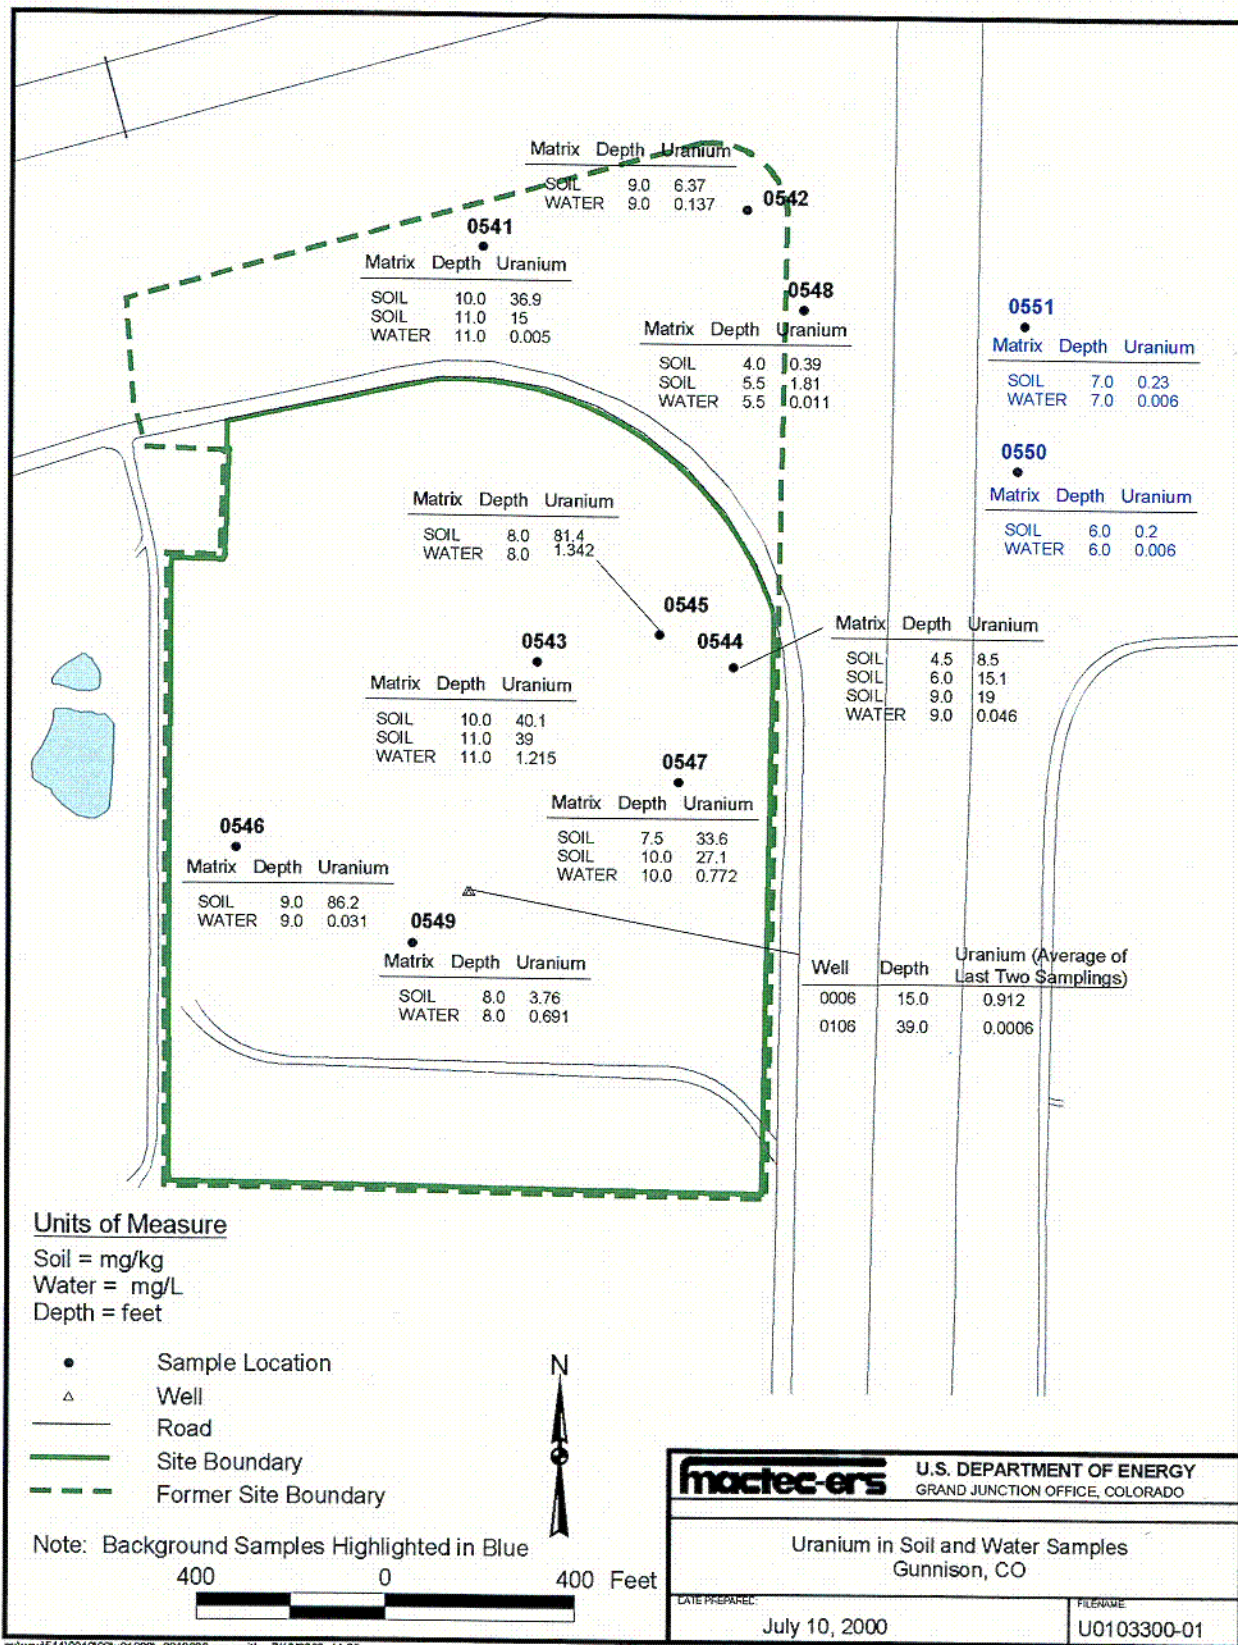 Matrix Depth Uranium
SOIL 9.0 6.37
WATER 9.0 0.137
0542
0541
Matrix Depth Uranium
SOIL 10.0 36.9
SOIL 11.0 15
WATER 11.0 0.005
0548
Matrix Depth Uranium
SOIL 4.0 0.39
SOIL 5.5 1.81
WATER 5.5 0.011
0551
Matrix Depth Uranium
SOIL 7.0 0.23
WATER 7.0 0.006
0550
Matrix Depth Uranium
SOIL 6.0 0.2
WATER 6.0 0.006
Matrix Depth Uranium
SOIL 8.0 81.4
WATER 8.0 1.342
0545
0544
Matrix Depth Uranium
SOIL 4.5 8.5
SOIL 6.0 15.1
SOIL 9.0 19
WATER 9.0 0.046
0543
Matrix Depth Uranium
SOIL 10.0 40.1
SOIL 11.0 39
WATER 11.0 1.215
0547
Matrix Depth Uranium
SOIL 7.5 33.6
SOIL 10.0 27.1
WATER 10.0 0.772
0546
Matrix Depth Uranium
SOIL 9.0 86.2
WATER 9.0 0.031
0549
Matrix Depth Uranium
SOIL 8.0 3.76
WATER 8.0 0.691
Well Depth Uranium (Average of
Last Two Samplings)
0006 15.0 0.912
0106 39.0 0.0006
Units of Measure
Soil = mg/kg
Water = mg/L
Depth = feet
Sample Location
Well
Road
Site Boundary
Former Site Boundary
N
Note: Background Samples Highlighted in Blue
400 0 400 Feet
mactec-ers
U.S. DEPARTMENT OF ENERGY
GRAND JUNCTION OFFICE, COLORADO
Uranium in Soil and Water Samples
Gunnison, CO
DATE PREPARED:
July 10, 2000
FILENAME:
U0103300-01